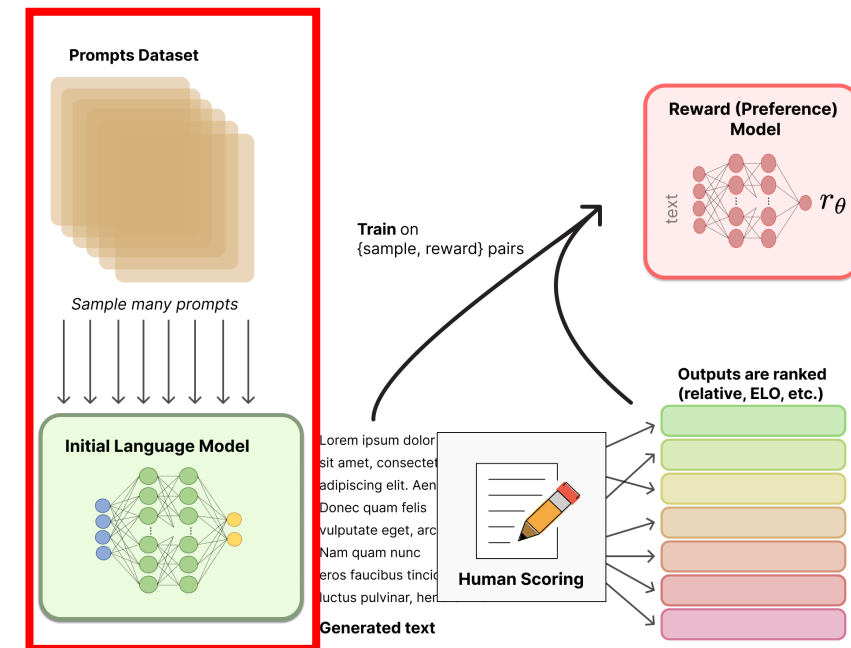 Prompts Dataset
Sample many prompts
Initial Language Model
Train on
{sample, reward} pairs
Reward (Preference)
Model
text
rθ
Lorem ipsum dolor
sit amet, consectet
adipiscing elit. Aen
Donec quam felis
vulputate eget, arc
Nam quam nunc
eros faucibus tincid
luctus pulvinar, hen
Generated text
Human Scoring
Outputs are ranked
(relative, ELO, etc.)